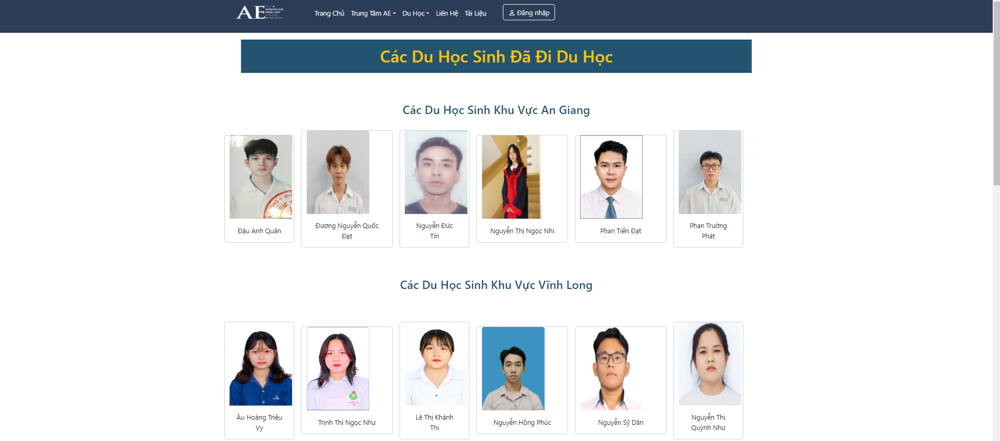 AE
AMERICAN
ENGLISH
SCHOOL
Trang Chủ Trung Tâm AE Du Học Liên Hệ Tài Liệu Đăng nhập
Các Du Học Sinh Đã Đi Du Học
Các Du Học Sinh Khu Vực An Giang
Đậu Anh Quân
Đương Nguyễn Quốc
Đạt
Nguyễn Đức
Tín
Nguyễn Thị Ngọc Nhi
Phan Tiến Đạt
Phan Trường
Phát
Các Du Học Sinh Khu Vực Vĩnh Long
Âu Hoàng Triệu
Vy
Trịnh Thị Ngọc Như
Lê Thị Khánh
Thi
Nguyễn Hồng Phúc
Nguyễn Sỹ Dân
Nguyễn Thị
Quỳnh Như